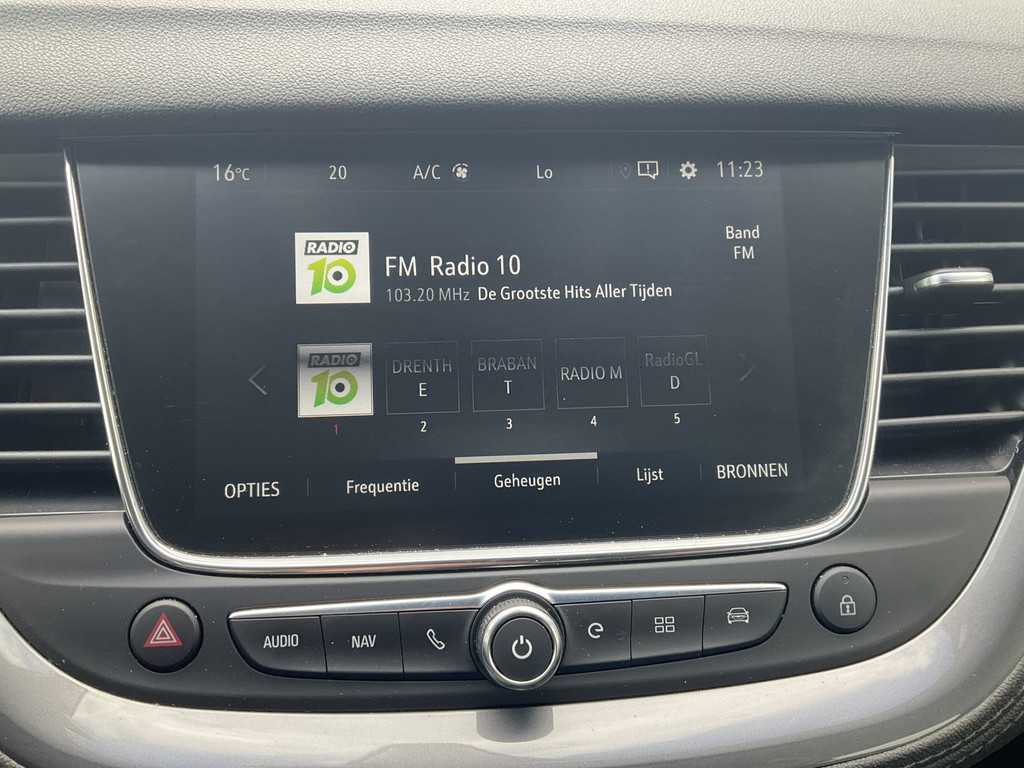 16°C 20 A/C Lo 11:23
Band
FM
RADIO
10
FM Radio 10
103.20 MHz De Grootste Hits Aller Tijden
RADIO
10
DRENTH
E
BRABAN
T
RADIO M
RadioGL
D
1 2 3 4 5
OPTIES Frequentie Geheugen Lijst BRONNEN
AUDIO NAV